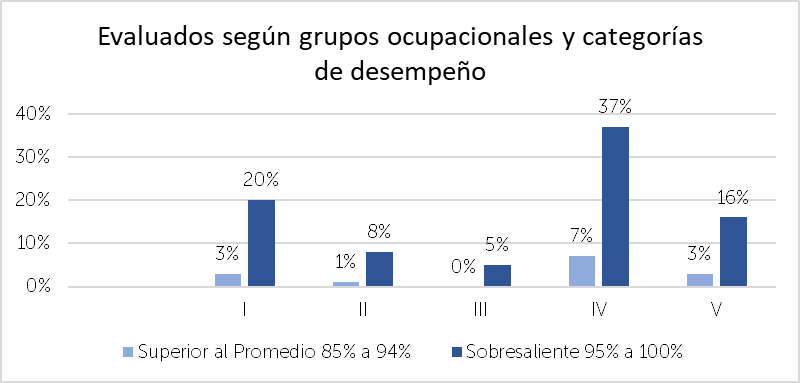 Evaluados según grupos ocupacionales y categorías
de desempeño
40%
30%
20%
10%
0%
3%
20%
1%
8%
0%
5%
7%
37%
3%
16%
I
II
III
IV
V
Superior al Promedio 85% a 94%
Sobresaliente 95% a 100%